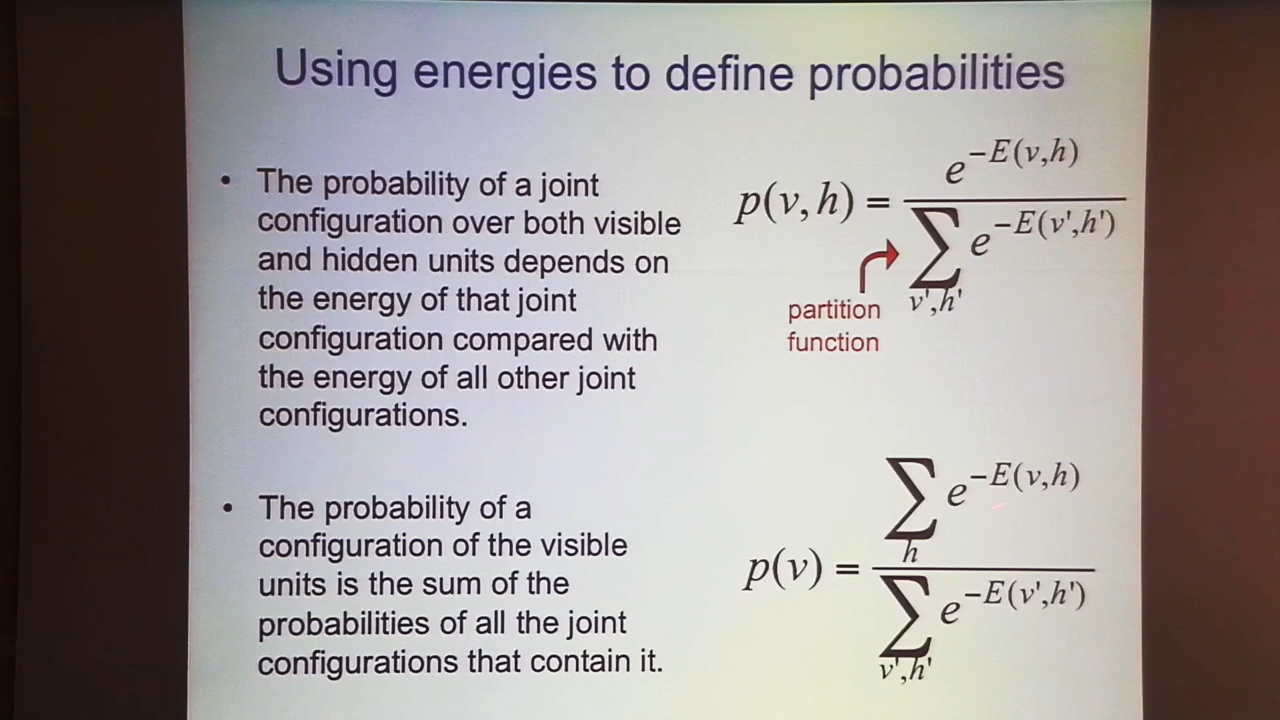 Using energies to define probabilities
• The probability of a joint
configuration over both visible
and hidden units depends on
the energy of that joint
configuration compared with
the energy of all other joint
configurations.
p(v, h) = e^{-E(v,h)} / ∑_{v',h'} e^{-E(v',h')}
partition
function
• The probability of a
configuration of the visible
units is the sum of the
probabilities of all the joint
configurations that contain it.
p(v) = ∑_{h} e^{-E(v,h)} / ∑_{v',h'} e^{-E(v',h')}